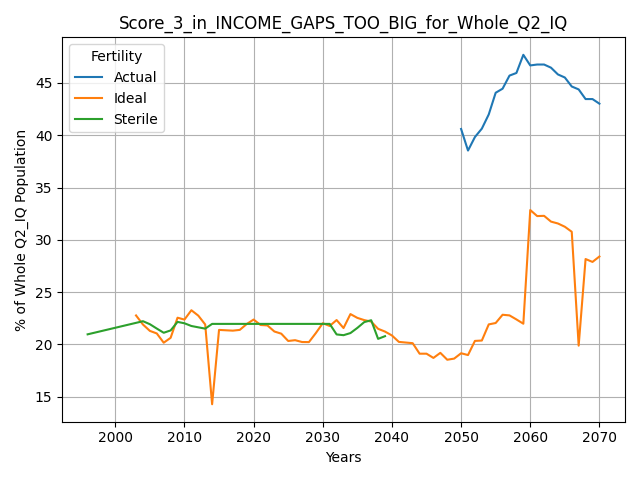 Score_3_in_INCOME_GAPS_TOO_BIG_for_Whole_Q2_IQ
Fertility
Actual
Ideal
Sterile
% of Whole Q2_IQ Population
45
40
35
30
25
20
15
2000
2010
2020
2030
2040
2050
2060
2070
Years